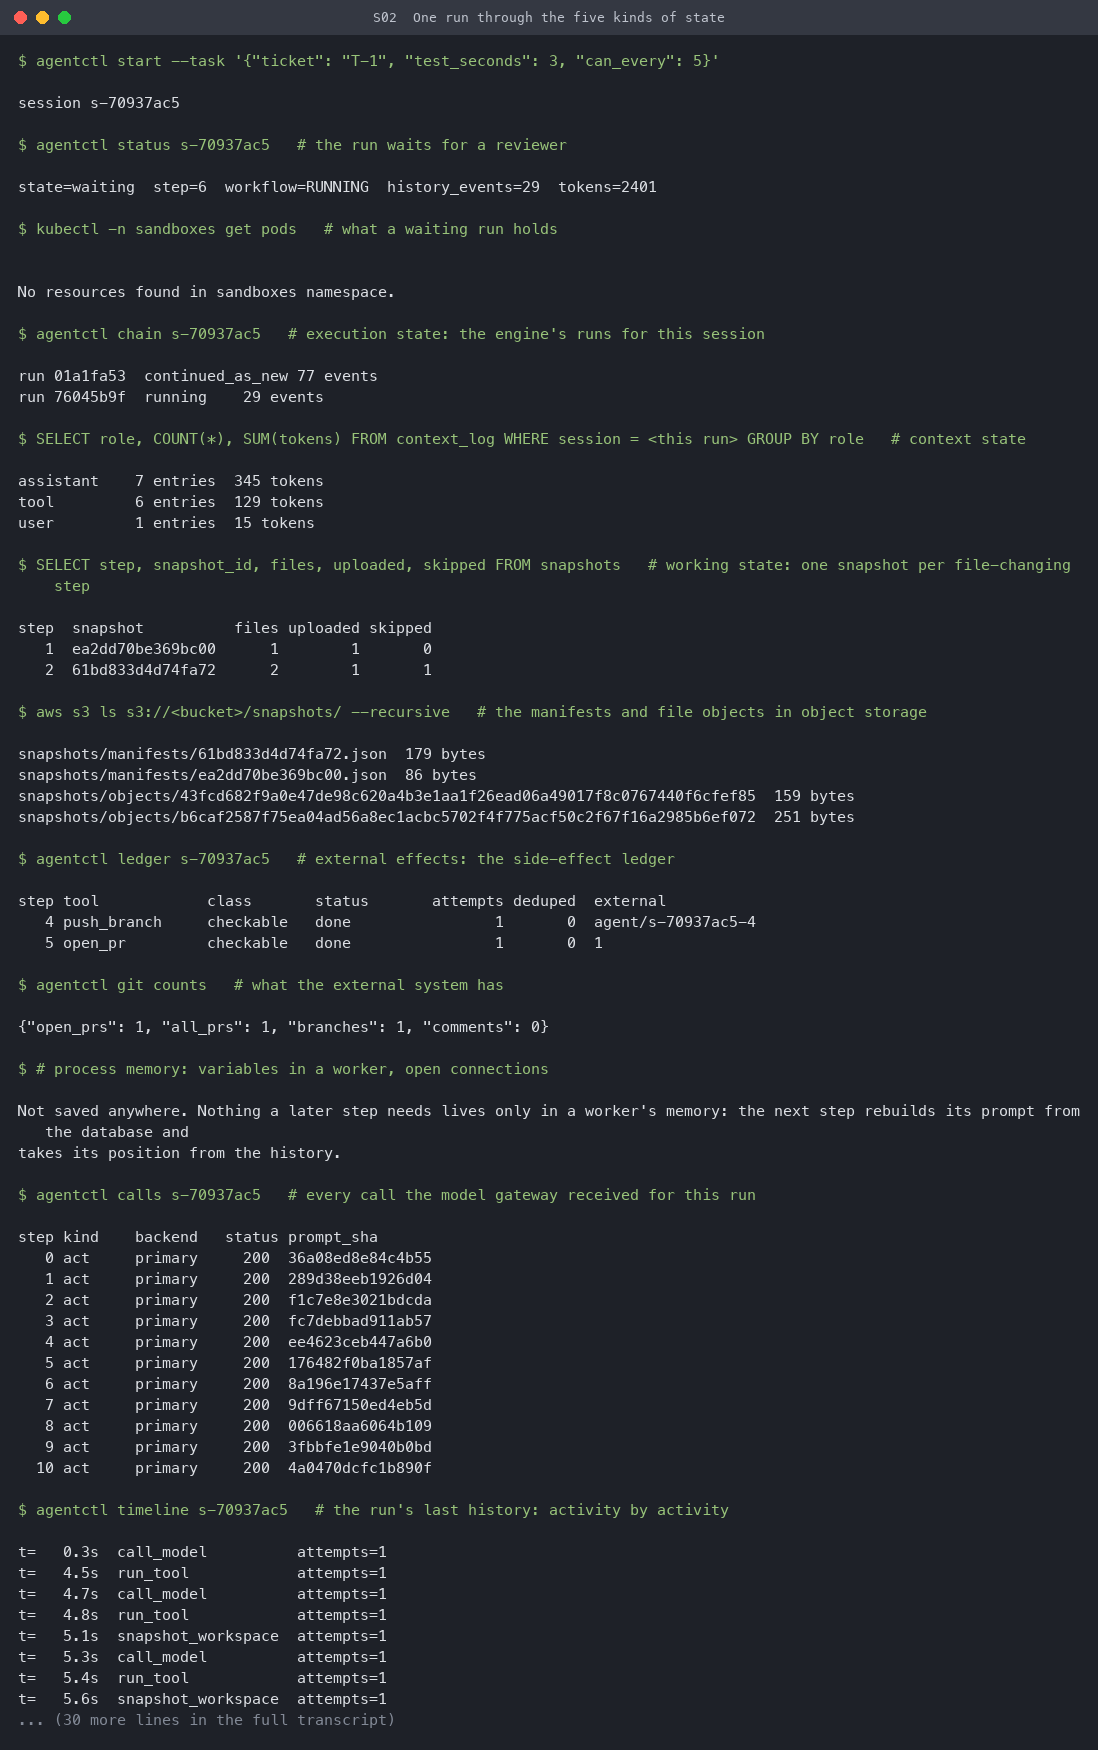 S02  One run through the five kinds of state
$ agentctl start --task '{"ticket": "T-1", "test_seconds": 3, "can_every": 5}'
session s-70937ac5
$ agentctl status s-70937ac5   # the run waits for a reviewer
state=waiting  step=6  workflow=RUNNING  history_events=29  tokens=2401
$ kubectl -n sandboxes get pods   # what a waiting run holds
No resources found in sandboxes namespace.
$ agentctl chain s-70937ac5   # execution state: the engine's runs for this session
run 01a1fa53  continued_as_new 77 events
run 76045b9f  running    29 events
$ SELECT role, COUNT(*), SUM(tokens) FROM context_log WHERE session = <this run> GROUP BY role   # context state
assistant    7 entries  345 tokens
tool         6 entries  129 tokens
user         1 entries  15 tokens
$ SELECT step, snapshot_id, files, uploaded, skipped FROM snapshots   # working state: one snapshot per file-changing
step
step  snapshot          files uploaded skipped
   1  ea2dd70be369bc00      1        1       0
   2  61bd833d4d74fa72      2        1       1
$ aws s3 ls s3://<bucket>/snapshots/ --recursive   # the manifests and file objects in object storage
snapshots/manifests/61bd833d4d74fa72.json  179 bytes
snapshots/manifests/ea2dd70be369bc00.json  86 bytes
snapshots/objects/43fcd682f9a0e47de98c620a4b3e1aa1f26ead06a49017f8c0767440f6cfef85  159 bytes
snapshots/objects/b6caf2587f75ea04ad56a8ec1acbc5702f4f775acf50c2f67f16a2985b6ef072  251 bytes
$ agentctl ledger s-70937ac5   # external effects: the side-effect ledger
step tool            class       status       attempts deduped  external
   4 push_branch     checkable   done                1       0  agent/s-70937ac5-4
   5 open_pr         checkable   done                1       0  1
$ agentctl git counts   # what the external system has
{"open_prs": 1, "all_prs": 1, "branches": 1, "comments": 0}
$ # process memory: variables in a worker, open connections
Not saved anywhere. Nothing a later step needs lives only in a worker's memory: the next step rebuilds its prompt from
the database and
takes its position from the history.
$ agentctl calls s-70937ac5   # every call the model gateway received for this run
step kind    backend   status prompt_sha
   0 act     primary     200  36a08ed8e84c4b55
   1 act     primary     200  289d38eeb1926d04
   2 act     primary     200  f1c7e8e3021bdcda
   3 act     primary     200  fc7debbad911ab57
   4 act     primary     200  ee4623ceb447a6b0
   5 act     primary     200  176482f0ba1857af
   6 act     primary     200  8a196e17437e5aff
   7 act     primary     200  9dff67150ed4eb5d
   8 act     primary     200  006618aa6064b109
   9 act     primary     200  3fbbfe1e9040b0bd
  10 act     primary     200  4a0470dcfc1b890f
$ agentctl timeline s-70937ac5   # the run's last history: activity by activity
t=   0.3s  call_model          attempts=1
t=   4.5s  run_tool            attempts=1
t=   4.7s  call_model          attempts=1
t=   4.8s  run_tool            attempts=1
t=   5.1s  snapshot_workspace  attempts=1
t=   5.3s  call_model          attempts=1
t=   5.4s  run_tool            attempts=1
t=   5.6s  snapshot_workspace  attempts=1
... (30 more lines in the full transcript)